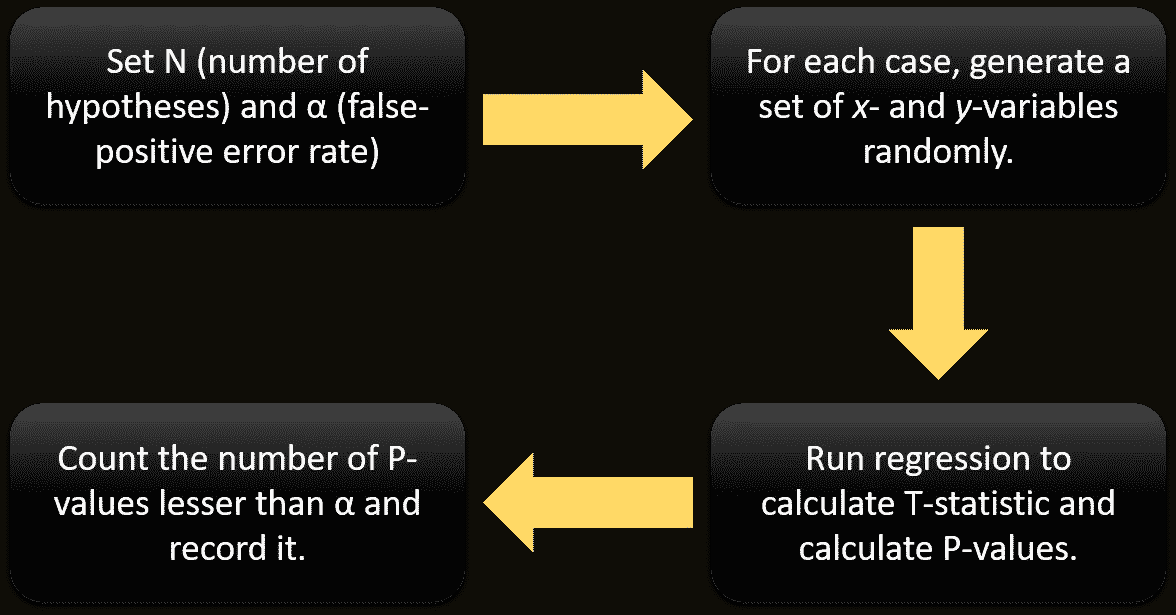 Set N (number of
hypotheses) and α (false-
positive error rate)
For each case, generate a
set of x- and y-variables
randomly.
Run regression to
calculate T-statistic and
calculate P-values.
Count the number of P-
values lesser than α and
record it.